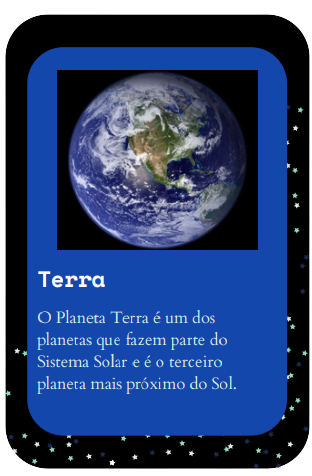 Terra
O Planeta Terra é um dos
planetas que fazem parte do
Sistema Solar e é o terceiro
planeta mais próximo do Sol.